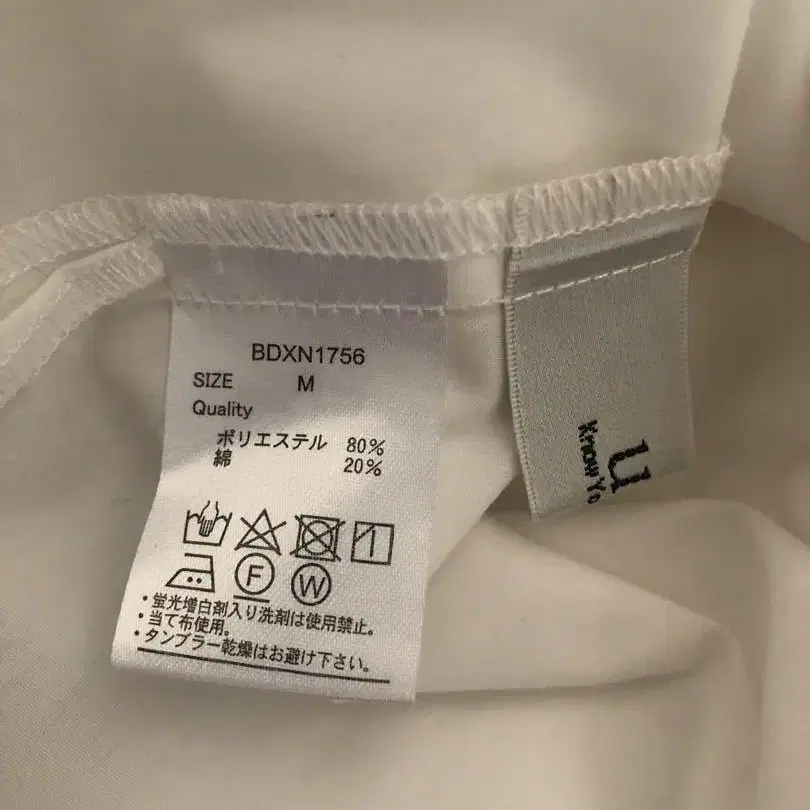 BDXN1756
SIZE M
Quality
ポリエステル 80%
綿 20%
F W
・蛍光増白剤入り洗剤は使用禁止。
・当て布使用。
・タンブラー乾燥はお避け下さい。
u
Know Yo